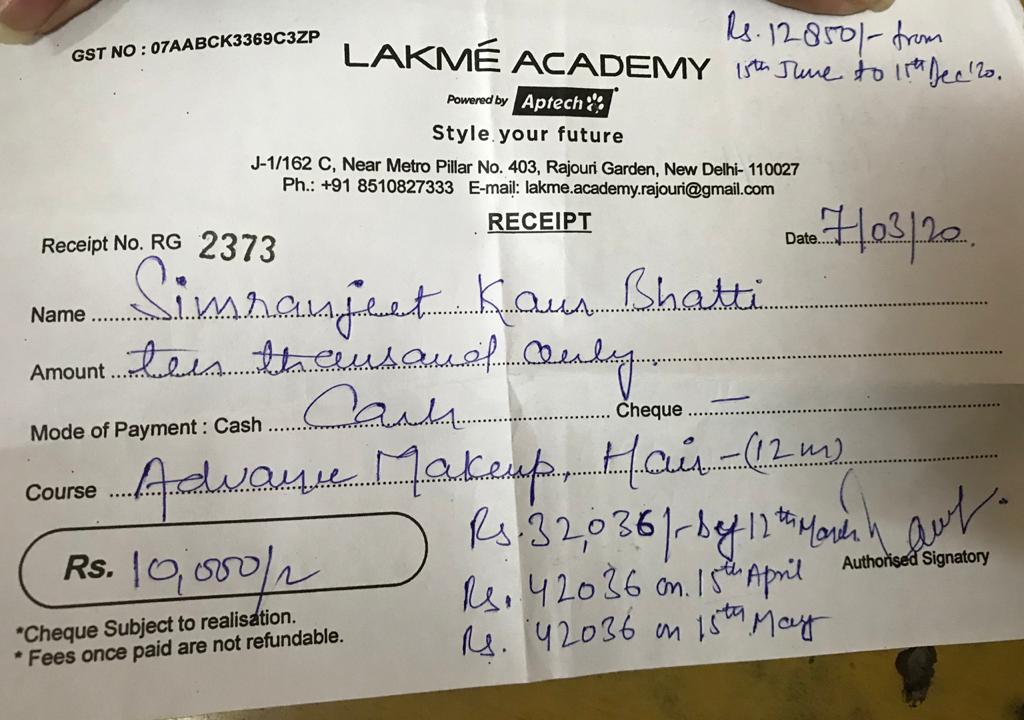 GST NO : 07AABCK3369C3ZP
Rs. 12850/- from
15th June to 15th Dec'20.
LAKMÉ ACADEMY
Powered by Aptech
Style your future
J-1/162 C, Near Metro Pillar No. 403, Rajouri Garden, New Delhi- 110027
Ph.: +91 8510827333 E-mail: lakme.academy.rajouri@gmail.com
RECEIPT
Receipt No. RG 2373
Date 7/03/20.
Name Simranjeet Kaur Bhatti
Amount ten thousand only.
Mode of Payment : Cash Cash Cheque —
Course Advance Makeup, Hair - (12m)
Rs. 32,036/- by 12th March
Authorised Signatory
Rs. 10,000/-
Rs. 42036 on 15th April
Rs. 42036 on 15th May
*Cheque Subject to realisation.
* Fees once paid are not refundable.